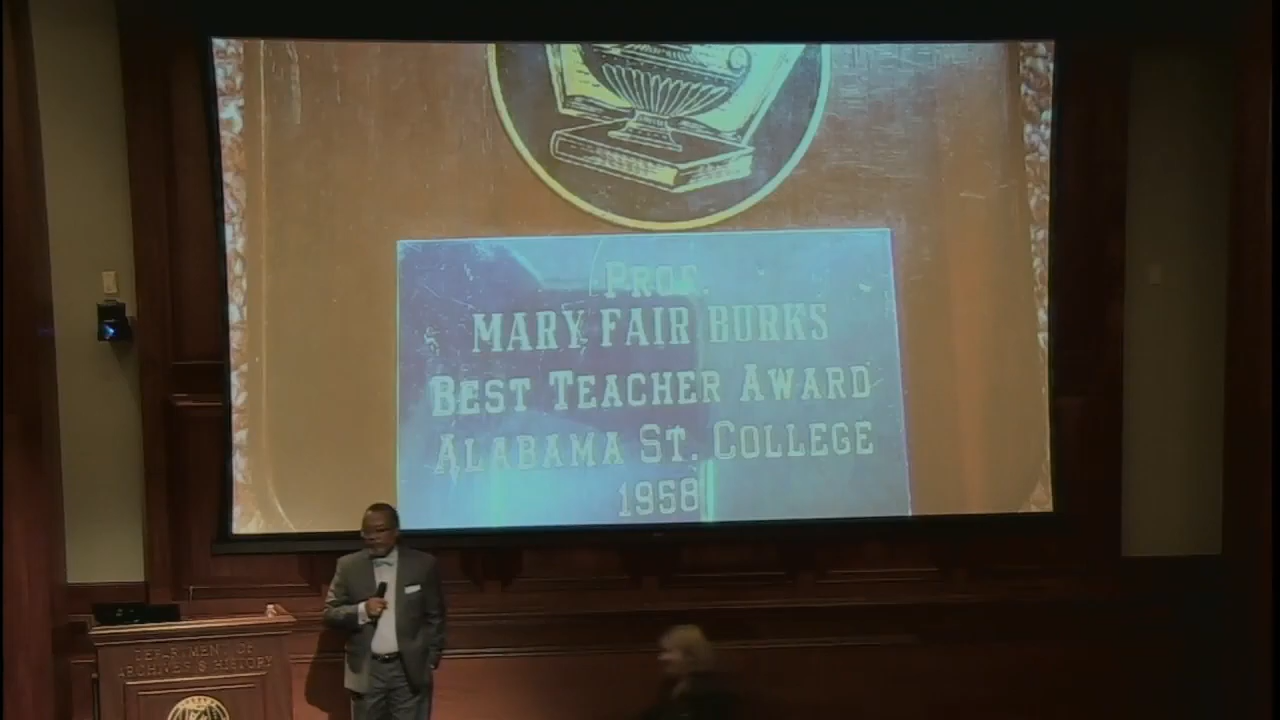 PROF.
MARY FAIR BURKS
BEST TEACHER AWARD
ALABAMA ST. COLLEGE
1958
DEPARTMENT OF
ARCHIVES & HISTORY